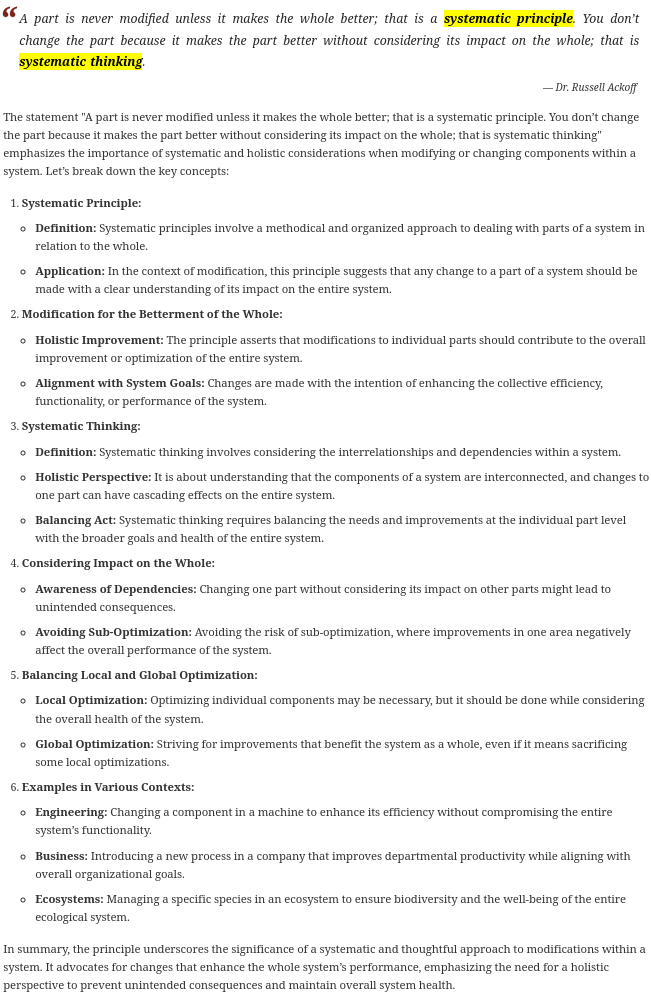 “ A part is never modified unless it makes the whole better; that is a systematic principle. You don’t
change the part because it makes the part better without considering its impact on the whole; that is
systematic thinking.
— Dr. Russell Ackoff
The statement "A part is never modified unless it makes the whole better; that is a systematic principle. You don’t change
the part because it makes the part better without considering its impact on the whole; that is systematic thinking"
emphasizes the importance of systematic and holistic considerations when modifying or changing components within a
system. Let’s break down the key concepts:
1. Systematic Principle:
Definition: Systematic principles involve a methodical and organized approach to dealing with parts of a system in
relation to the whole.
Application: In the context of modification, this principle suggests that any change to a part of a system should be
made with a clear understanding of its impact on the entire system.
2. Modification for the Betterment of the Whole:
Holistic Improvement: The principle asserts that modifications to individual parts should contribute to the overall
improvement or optimization of the entire system.
Alignment with System Goals: Changes are made with the intention of enhancing the collective efficiency,
functionality, or performance of the system.
3. Systematic Thinking:
Definition: Systematic thinking involves considering the interrelationships and dependencies within a system.
Holistic Perspective: It is about understanding that the components of a system are interconnected, and changes to
one part can have cascading effects on the entire system.
Balancing Act: Systematic thinking requires balancing the needs and improvements at the individual part level
with the broader goals and health of the entire system.
4. Considering Impact on the Whole:
Awareness of Dependencies: Changing one part without considering its impact on other parts might lead to
unintended consequences.
Avoiding Sub-Optimization: Avoiding the risk of sub-optimization, where improvements in one area negatively
affect the overall performance of the system.
5. Balancing Local and Global Optimization:
Local Optimization: Optimizing individual components may be necessary, but it should be done while considering
the overall health of the system.
Global Optimization: Striving for improvements that benefit the system as a whole, even if it means sacrificing
some local optimizations.
6. Examples in Various Contexts:
Engineering: Changing a component in a machine to enhance its efficiency without compromising the entire
system’s functionality.
Business: Introducing a new process in a company that improves departmental productivity while aligning with
overall organizational goals.
Ecosystems: Managing a specific species in an ecosystem to ensure biodiversity and the well-being of the entire
ecological system.
In summary, the principle underscores the significance of a systematic and thoughtful approach to modifications within a
system. It advocates for changes that enhance the whole system’s performance, emphasizing the need for a holistic
perspective to prevent unintended consequences and maintain overall system health.